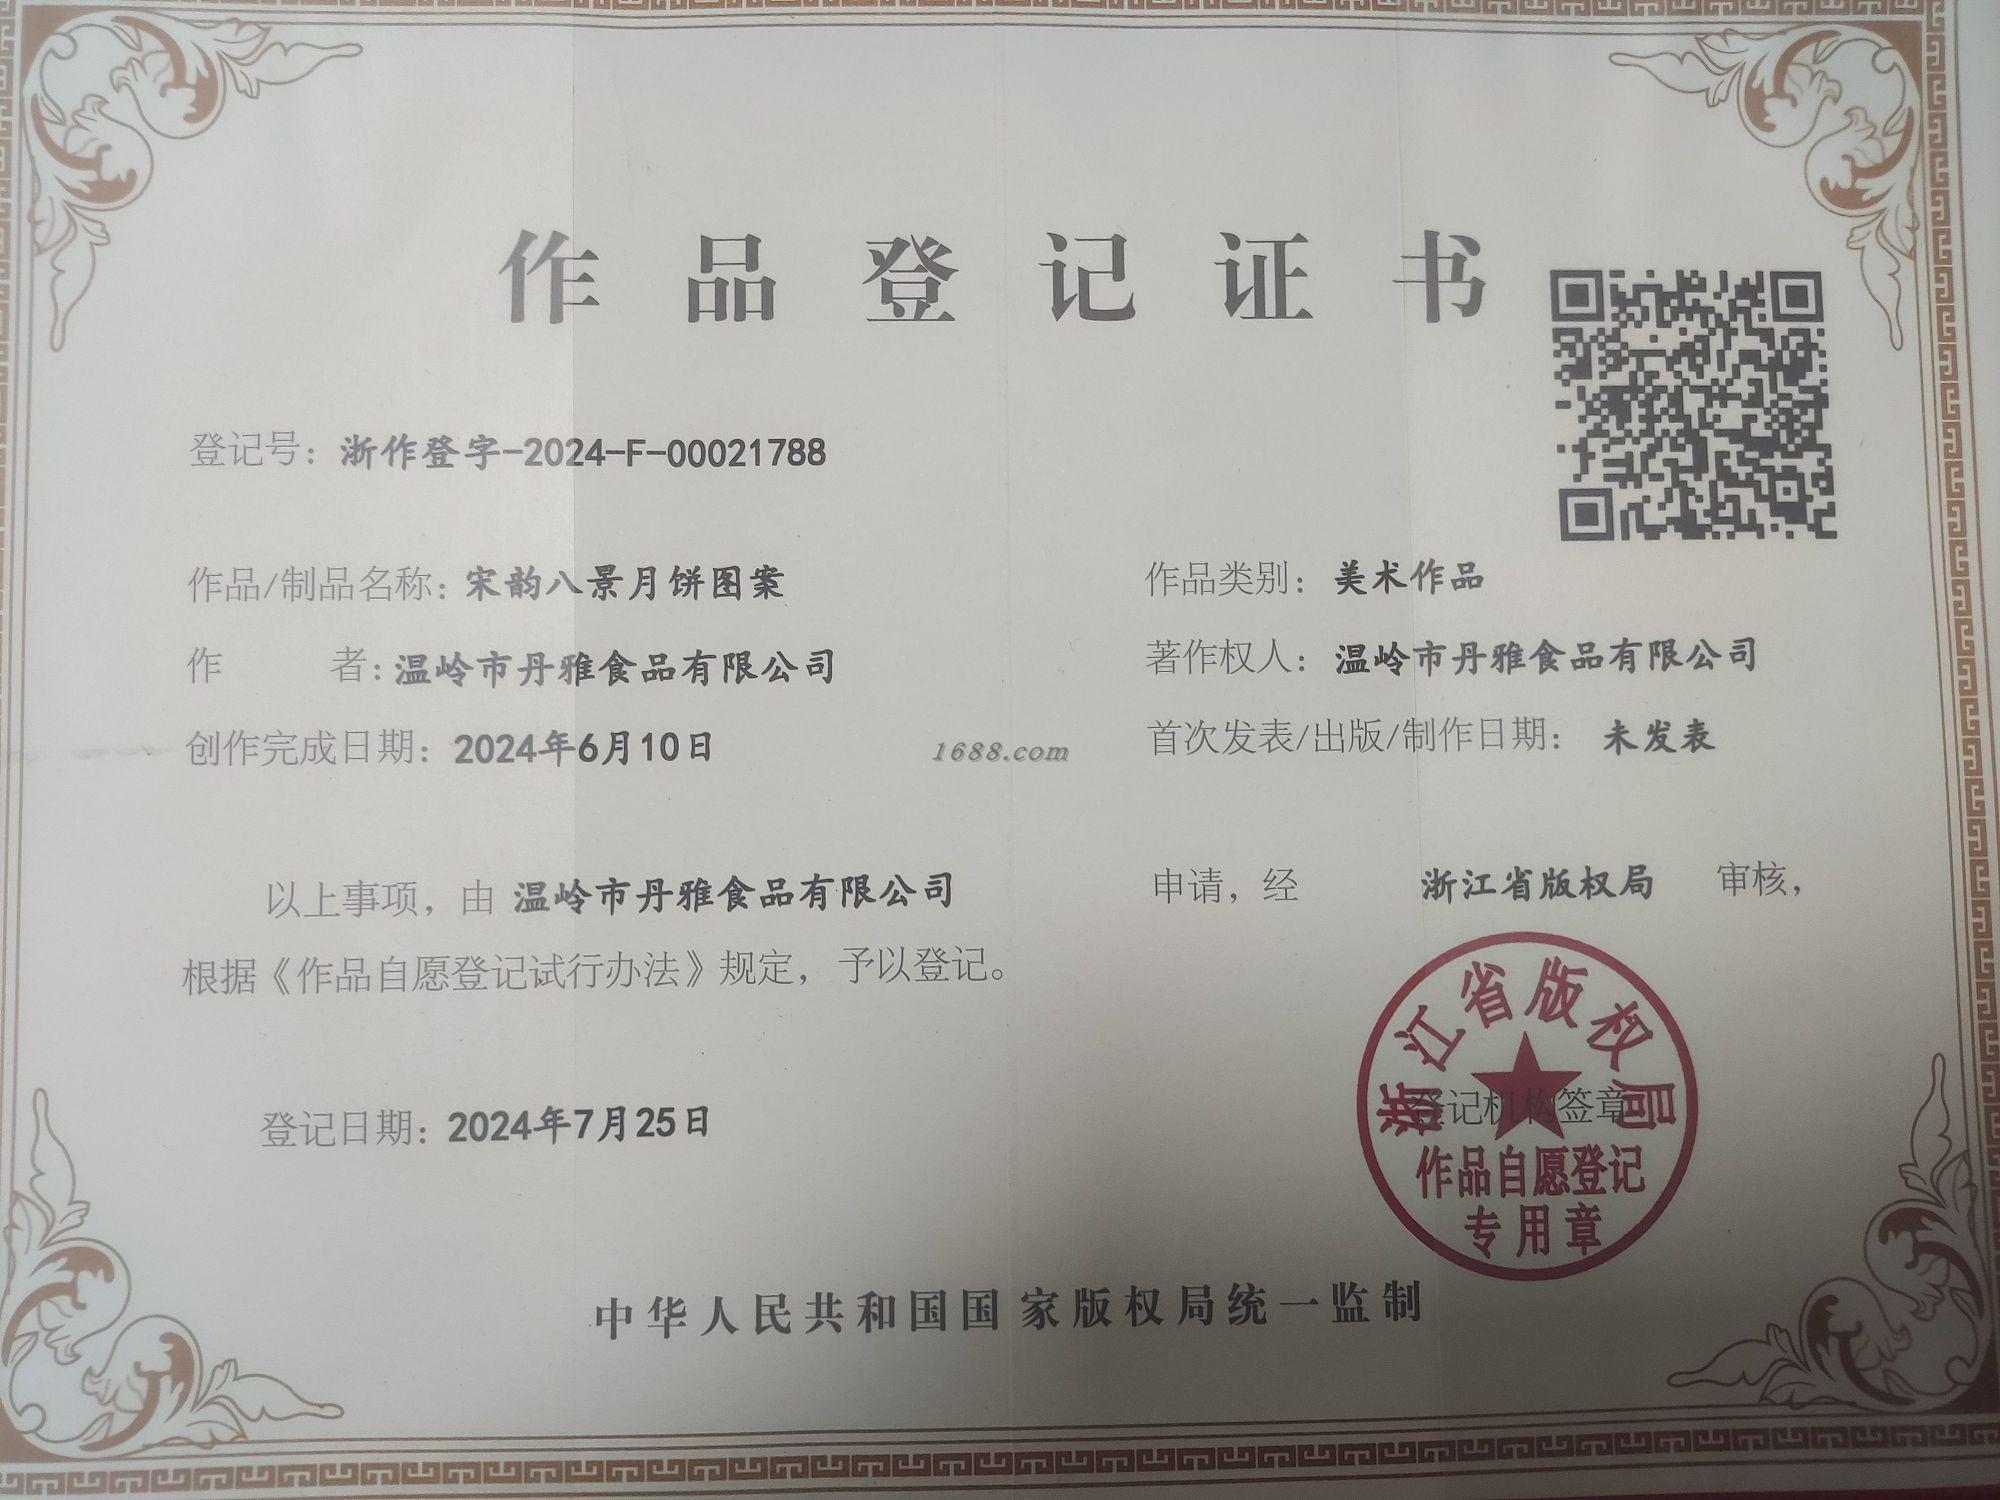 作品登记证书
登记号：浙作登字-2024-F-00021788
作品/制品名称：宋韵八景月饼图案
作品类别：美术作品
作 者：温岭市丹雅食品有限公司
著作权人：温岭市丹雅食品有限公司
创作完成日期：2024年6月10日
首次发表/出版/制作日期：未发表
1688.com
以上事项，由 温岭市丹雅食品有限公司 申请，经 浙江省版权局 审核，
根据《作品自愿登记试行办法》规定，予以登记。
登记日期：2024年7月25日
登记机构签章
浙江省版权局
作品自愿登记
专用章
中华人民共和国国家版权局统一监制